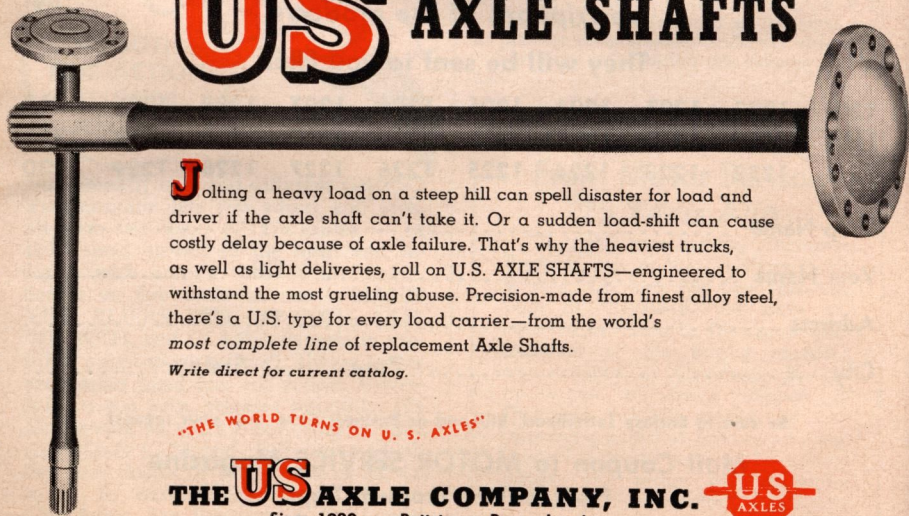 US AXLE SHAFTS
Jolting a heavy load on a steep hill can spell disaster for load and
driver if the axle shaft can't take it. Or a sudden load-shift can cause
costly delay because of axle failure. That's why the heaviest trucks,
as well as light deliveries, roll on U.S. AXLE SHAFTS—engineered to
withstand the most grueling abuse. Precision-made from finest alloy steel,
there's a U.S. type for every load carrier—from the world's
most complete line of replacement Axle Shafts.
Write direct for current catalog.
"THE WORLD TURNS ON U. S. AXLES"
THE US AXLE COMPANY, INC.
US
AXLES